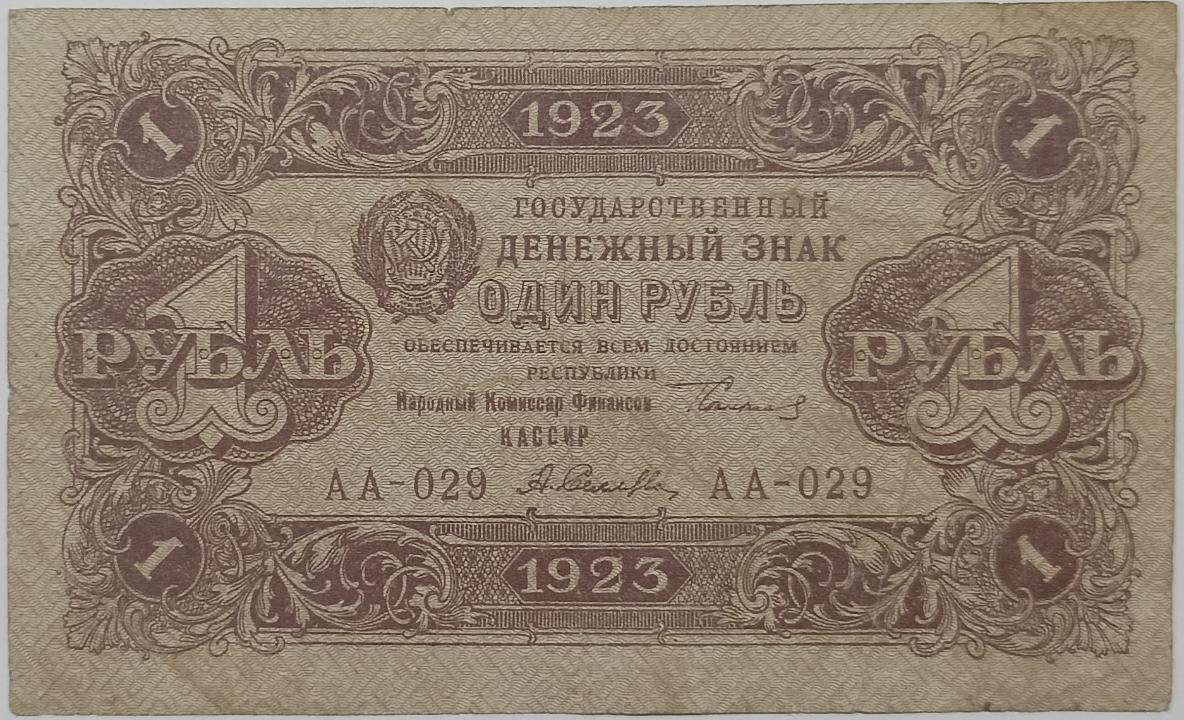 1 1923 1
ГОСУДАРСТВЕННЫЙ
ДЕНЕЖНЫЙ ЗНАК
ОДИН РУБЛЬ
1 РУБЛЬ
1 РУБЛЬ
ОБЕСПЕЧИВАЕТСЯ ВСЕМ ДОСТОЯНИЕМ
РЕСПУБЛИКИ
Народный Комиссар Финансов
КАССИР
АА-029 АА-029
1 1923 1